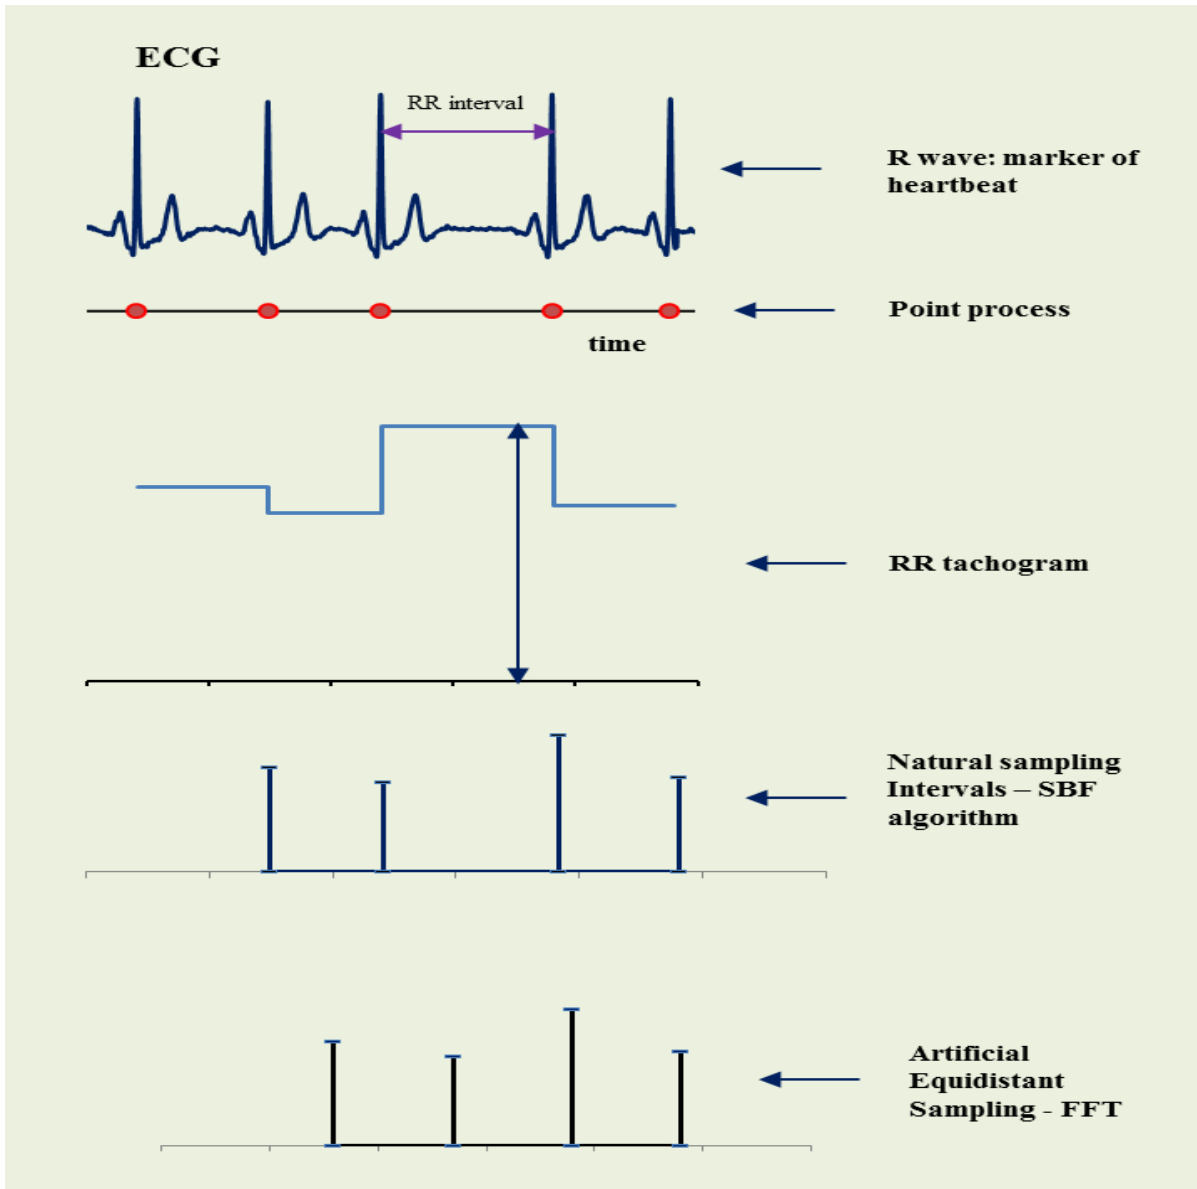 ECG
RR interval
R wave: marker of
heartbeat
Point process
time
RR tachogram
Natural sampling
Intervals – SBF
algorithm
Artificial
Equidistant
Sampling - FFT